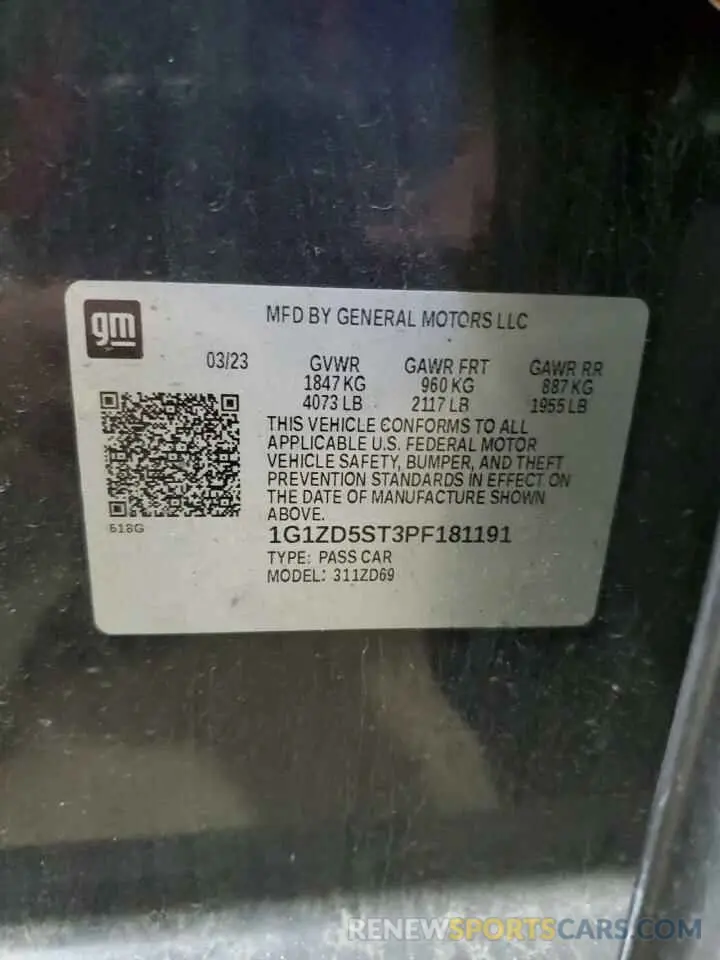 gm
MFD BY GENERAL MOTORS LLC
03/23 GVWR GAWR FRT GAWR RR
1847 KG 960 KG 887 KG
4073 LB 2117 LB 1955 LB
THIS VEHICLE CONFORMS TO ALL
APPLICABLE U.S. FEDERAL MOTOR
VEHICLE SAFETY, BUMPER, AND THEFT
PREVENTION STANDARDS IN EFFECT ON
THE DATE OF MANUFACTURE SHOWN
ABOVE.
618G
1G1ZD5ST3PF181191
TYPE: PASS CAR
MODEL: 311ZD69
RENEWSPORTSCARS.COM